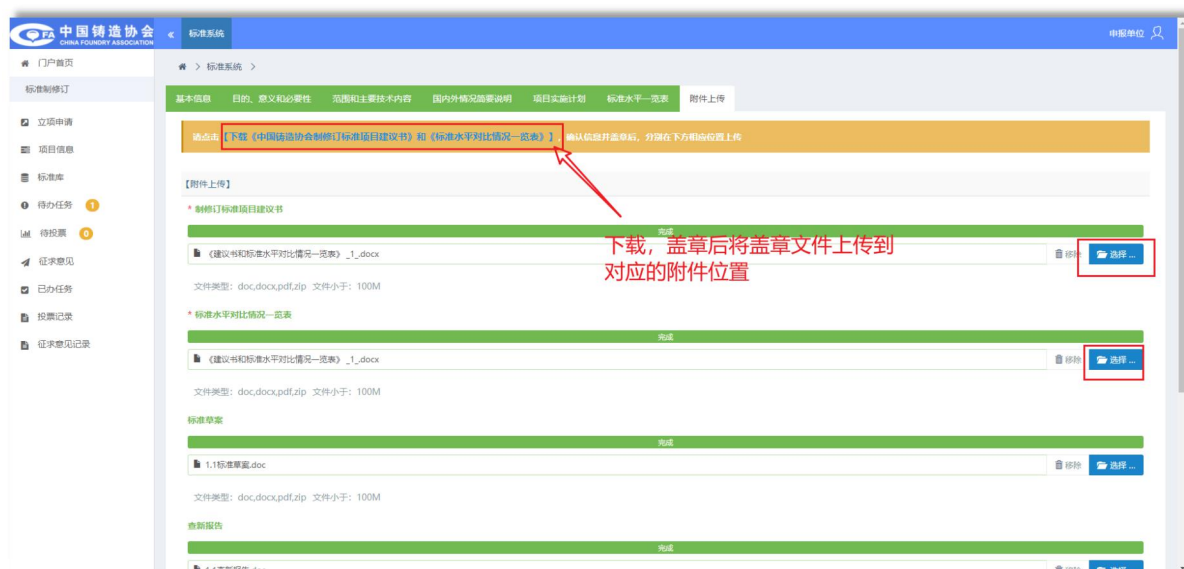 中国铸造协会
CHINA FOUNDRY ASSOCIATION
« 标准系统
申报单位
门户首页
> 标准系统 >
标准制修订
基本信息 目的、意义和必要性 范围和主要技术内容 国内外情况简要说明 项目实施计划 标准水平一览表 附件上传
立项申请
请点击【下载《中国铸造协会制修订标准项目建议书》和《标准水平对比情况一览表》】,确认信息并盖章后,分别在下方相应位置上传
项目信息
标准库
【附件上传】
待办任务 1
* 制修订标准项目建议书
待投票 0
完成
下载,盖章后将盖章文件上传到
对应的附件位置
《建议书和标准水平对比情况一览表》_1_.docx 移除 选择 ...
征求意见
文件类型:doc,docx,pdf,zip 文件小于:100M
已办任务
* 标准水平对比情况一览表
投票记录
完成
征求意见记录
《建议书和标准水平对比情况一览表》_1_.docx 移除 选择 ...
文件类型:doc,docx,pdf,zip 文件小于:100M
标准草案
完成
1.1标准草案.doc 移除 选择 ...
文件类型:doc,docx,pdf,zip 文件小于:100M
查新报告
完成